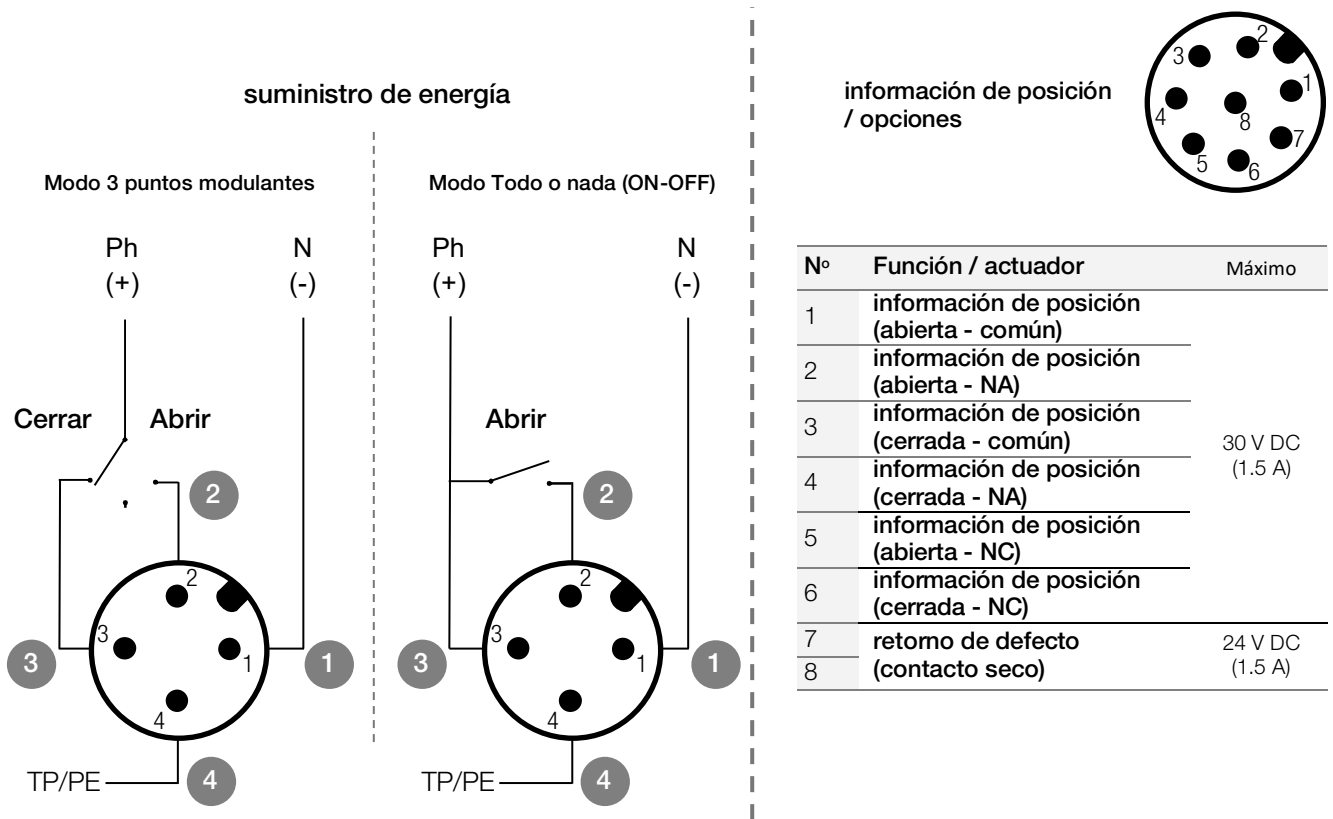 suministro de energía
Modo 3 puntos modulantes
Ph
(+)
N
(-)
Cerrar
Abrir
2
2
3
1
4
3
1
TP/PE
4
Modo Todo o nada (ON-OFF)
Ph
(+)
N
(-)
Abrir
2
2
3
1
4
3
1
TP/PE
4
información de posición
/ opciones
2
3
1
4
8
7
5
6
Nº Función / actuador Máximo
1 información de posición
(abierta - común)
2 información de posición
(abierta - NA)
3 información de posición
(cerrada - común)
4 información de posición
(cerrada - NA)
5 información de posición
(abierta - NC)
6 información de posición
(cerrada - NC)
30 V DC
(1.5 A)
7 retorno de defecto
8 (contacto seco)
24 V DC
(1.5 A)